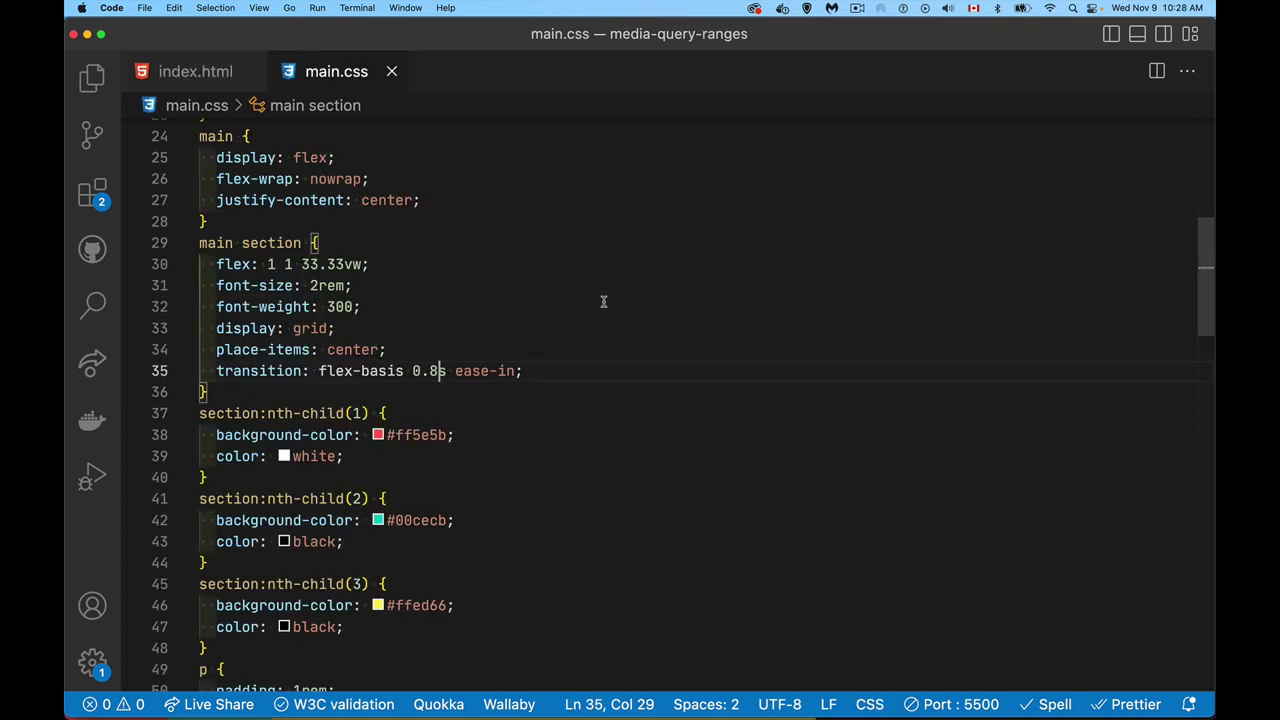 Code File Edit Selection View Go Run Terminal Window Help Wed Nov 9 10:28 AM
main.css — media-query-ranges
index.html main.css
main.css > main section
24 main {
25 display: flex;
26 flex-wrap: nowrap;
27 justify-content: center;
28 }
29 main section {
30 flex: 1 1 33.33vw;
31 font-size: 2rem;
32 font-weight: 300;
33 display: grid;
34 place-items: center;
35 transition: flex-basis 0.8s ease-in;
36 }
37 section:nth-child(1) {
38 background-color: #ff5e5b;
39 color: white;
40 }
41 section:nth-child(2) {
42 background-color: #00cecb;
43 color: black;
44 }
45 section:nth-child(3) {
46 background-color: #ffed66;
47 color: black;
48 }
49 p {
50 padding: 1rem;
2
1
0 0 Live Share W3C validation Quokka Wallaby Ln 35, Col 29 Spaces: 2 UTF-8 LF CSS Port : 5500 Spell Prettier